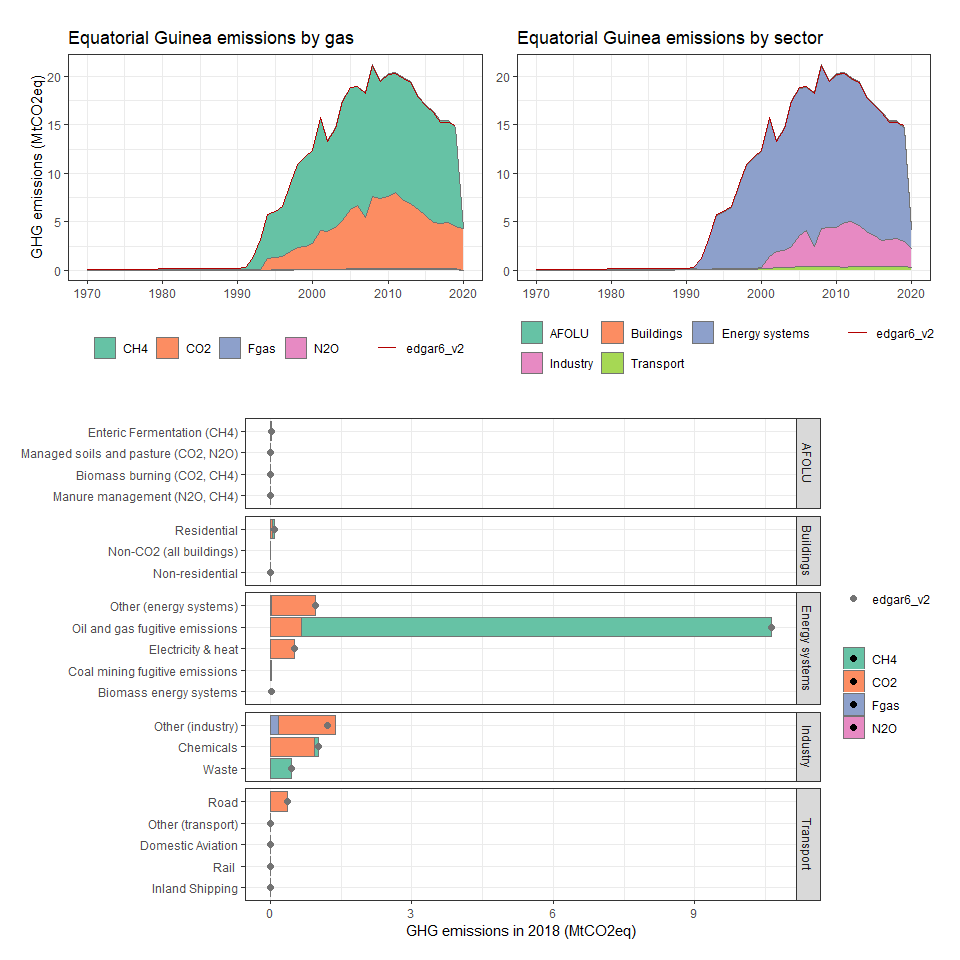 Equatorial Guinea emissions by gas
GHG emissions (MtCO2eq)
20
15
10
5
0
1970
1980
1990
2000
2010
2020
CH4
CO2
Fgas
N2O
edgar6_v2
Equatorial Guinea emissions by sector
20
15
10
5
0
1970
1980
1990
2000
2010
2020
AFOLU
Buildings
Energy systems
edgar6_v2
Industry
Transport
Enteric Fermentation (CH4)
Managed soils and pasture (CO2, N2O)
Biomass burning (CO2, CH4)
Manure management (N2O, CH4)
AFOLU
Residential
Non-CO2 (all buildings)
Non-residential
Buildings
Other (energy systems)
Oil and gas fugitive emissions
Electricity & heat
Coal mining fugitive emissions
Biomass energy systems
Energy systems
Other (industry)
Chemicals
Waste
Industry
Road
Other (transport)
Domestic Aviation
Rail
Inland Shipping
Transport
0
3
6
9
GHG emissions in 2018 (MtCO2eq)
edgar6_v2
CH4
CO2
Fgas
N2O